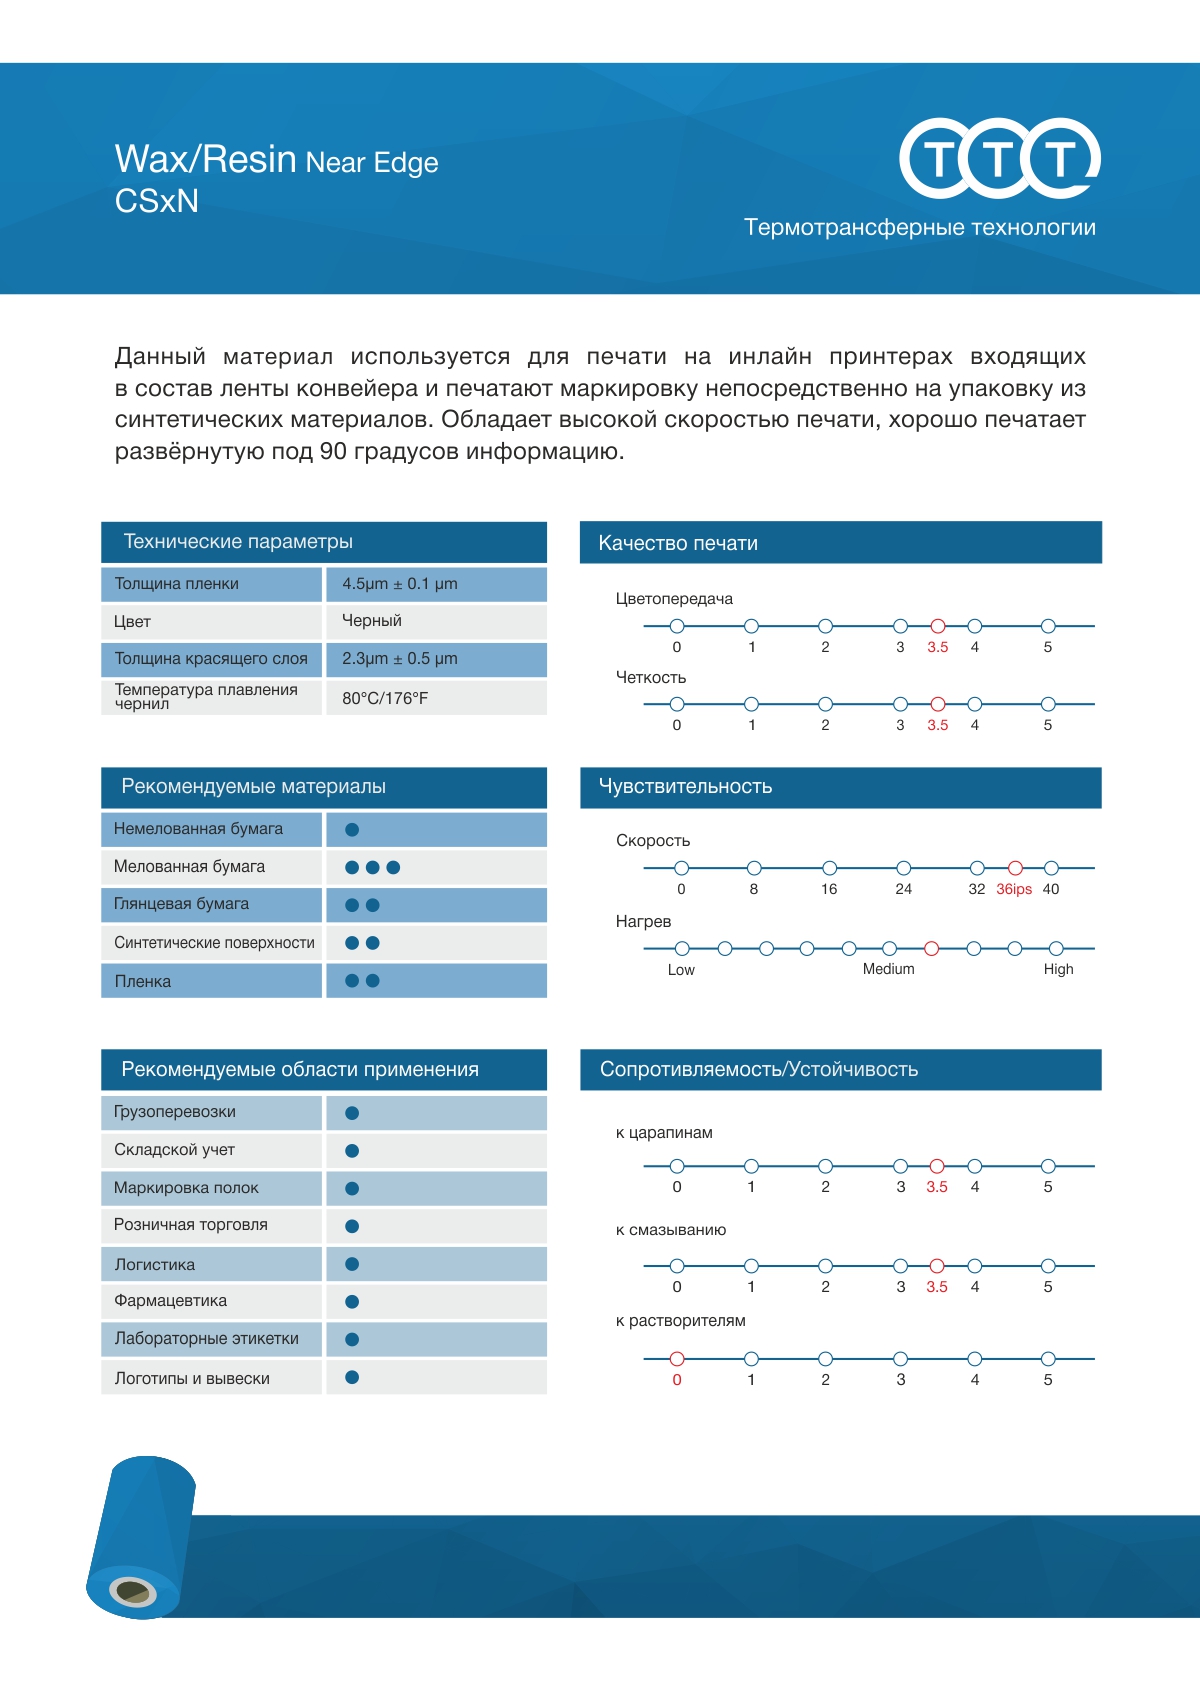 Wax/Resin Near Edge
CSxN
TTT
Термотрансферные технологии
Данный материал используется для печати на инлайн принтерах входящих
в состав ленты конвейера и печатают маркировку непосредственно на упаковку из
синтетических материалов. Обладает высокой скоростью печати, хорошо печатает
развёрнутую под 90 градусов информацию.
Технические параметры
Толщина пленки 4.5µm ± 0.1 µm
Цвет Черный
Толщина красящего слоя 2.3µm ± 0.5 µm
Температура плавления
чернил
80°C/176°F
Качество печати
Цветопередача
0 1 2 3 3.5 4 5
Четкость
0 1 2 3 3.5 4 5
Рекомендуемые материалы
Немелованная бумага
Мелованная бумага
Глянцевая бумага
Синтетические поверхности
Пленка
Чувствительность
Скорость
0 8 16 24 32 36ips 40
Нагрев
Low Medium High
Рекомендуемые области применения
Грузоперевозки
Складской учет
Маркировка полок
Розничная торговля
Логистика
Фармацевтика
Лабораторные этикетки
Логотипы и вывески
Сопротивляемость/Устойчивость
к царапинам
0 1 2 3 3.5 4 5
к смазыванию
0 1 2 3 3.5 4 5
к растворителям
0 1 2 3 4 5